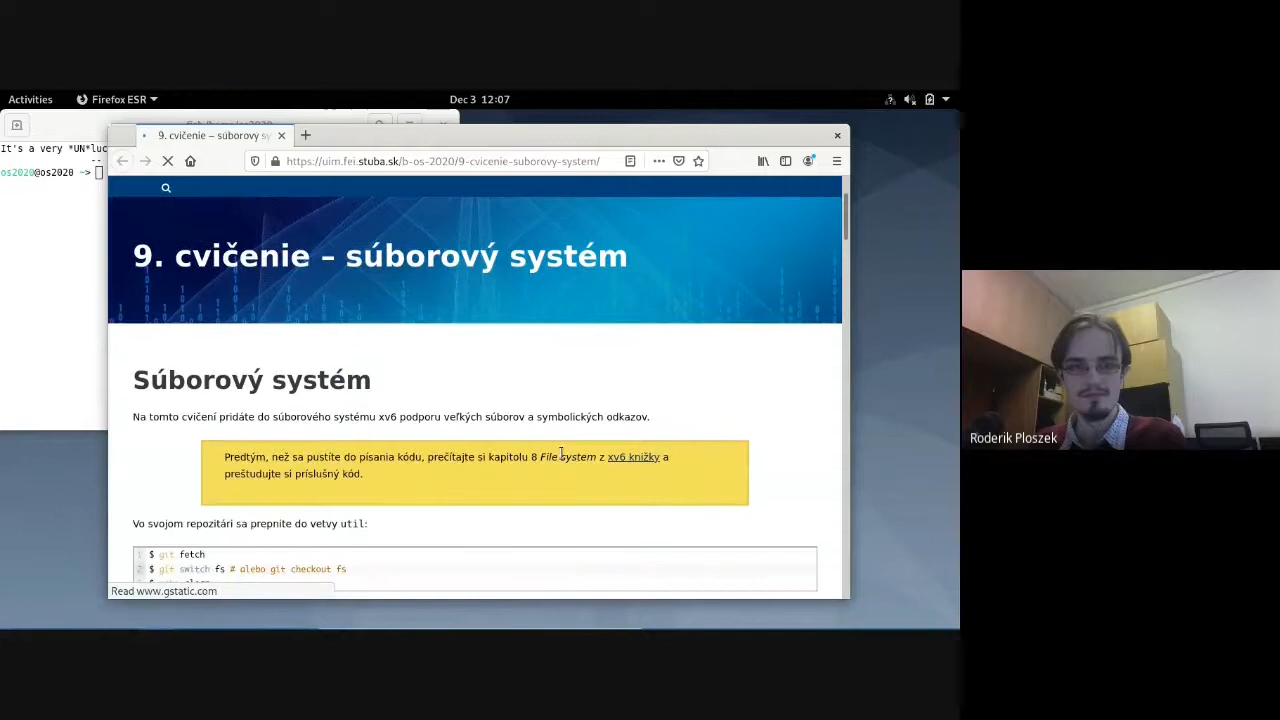 Activities
Firefox ESR
Dec 3 12:07
9. cvičenie – súborový sy
https://uim.fei.stuba.sk/b-os-2020/9-cvicenie-suborovy-system/
It's a very *UN*luc
--
os2020@os2020 ~>
9. cvičenie – súborový systém
Súborový systém
Na tomto cvičení pridáte do súborového systému xv6 podporu veľkých súborov a symbolických odkazov.
Predtým, než sa pustíte do písania kódu, prečítajte si kapitolu 8 File system z xv6 knižky a
preštudujte si príslušný kód.
Vo svojom repozitári sa prepnite do vetvy util:
1 $ git fetch
2 $ git switch fs # alebo git checkout fs
Read www.gstatic.com
Roderik Ploszek